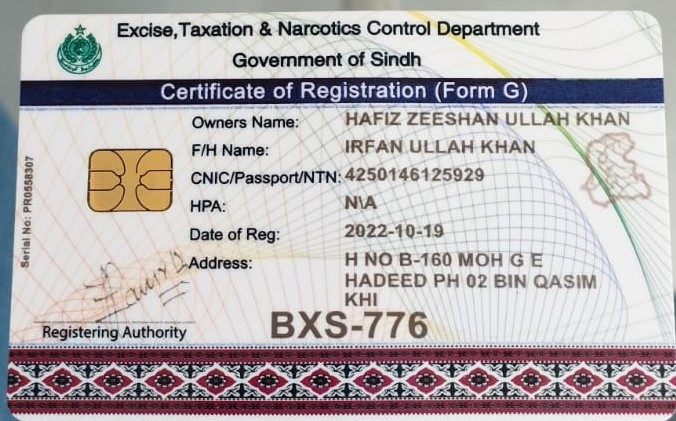 Excise,Taxation & Narcotics Control Department
Government of Sindh
Certificate of Registration (Form G)
Owners Name: HAFIZ ZEESHAN ULLAH KHAN
F/H Name: IRFAN ULLAH KHAN
CNIC/Passport/NTN: 4250146125929
HPA: N\A
Date of Reg: 2022-10-19
Address: H NO B-160 MOH G E
HADEED PH 02 BIN QASIM
KHI
Registering Authority
BXS-776
Serial No: PR0558307